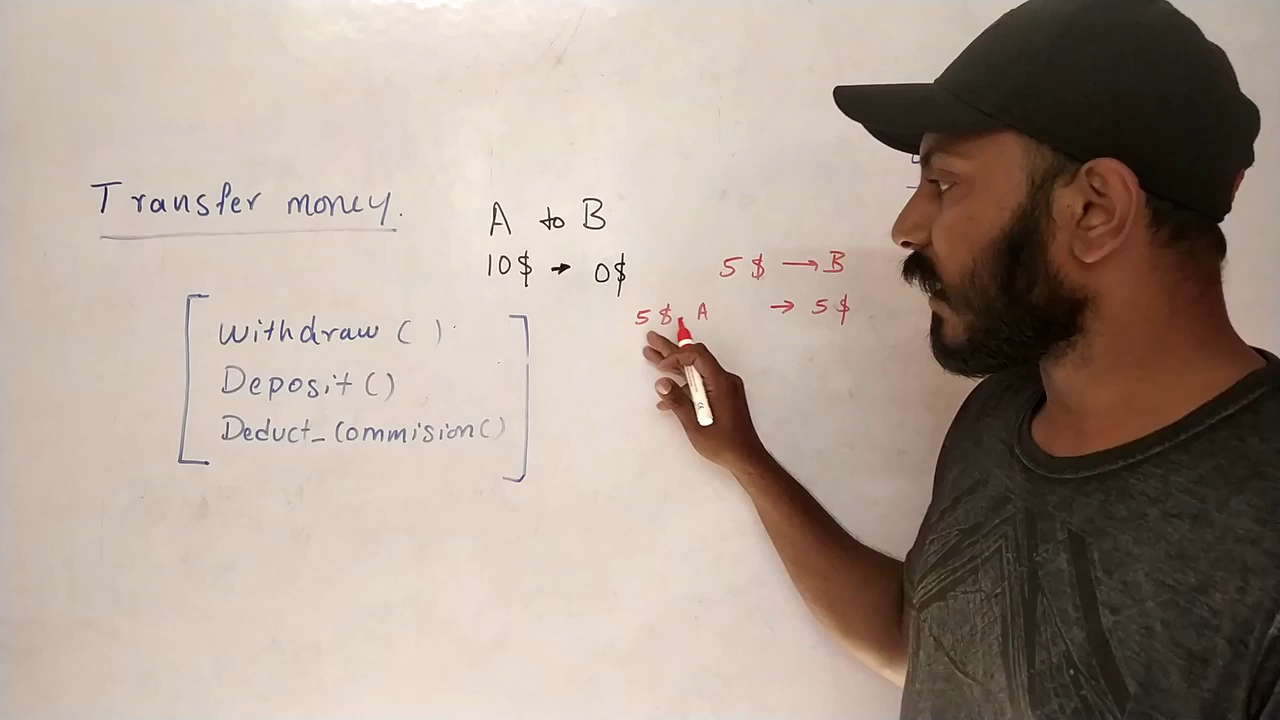 Transfer money.
A to B
10$ → 0$
5$ → B
5$ A → 5$
Withdraw ( )
Deposit ( )
Deduct_Commision ( )